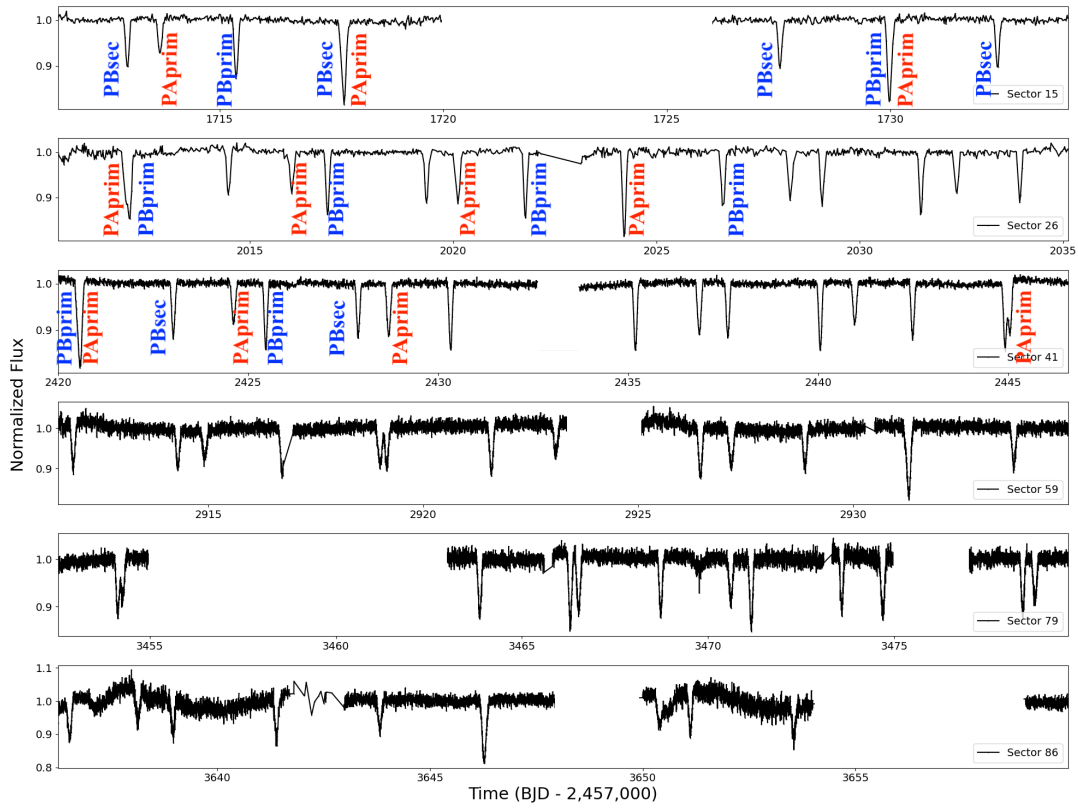 1.0
0.9
PBsec
PAprim
PBprim
PBsec
PAprim
PBsec
PBprim
PAprim
PBsec
Sector 15
1715
1720
1725
1730
1.0
0.9
PAprim
PBprim
PAprim
PBprim
PAprim
PBprim
PAprim
PBprim
Sector 26
2015
2020
2025
2030
2035
1.0
0.9
PBprim
PAprim
PBsec
PAprim
PBprim
PBsec
PAprim
PAprim
Sector 41
2420
2425
2430
2435
2440
2445
Normalized Flux
1.0
0.9
Sector 59
2915
2920
2925
2930
1.0
0.9
Sector 79
3455
3460
3465
3470
3475
1.1
1.0
0.9
0.8
Sector 86
3640
3645
3650
3655
Time (BJD - 2,457,000)